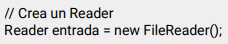 // Crea un Reader
Reader entrada = new FileReader();